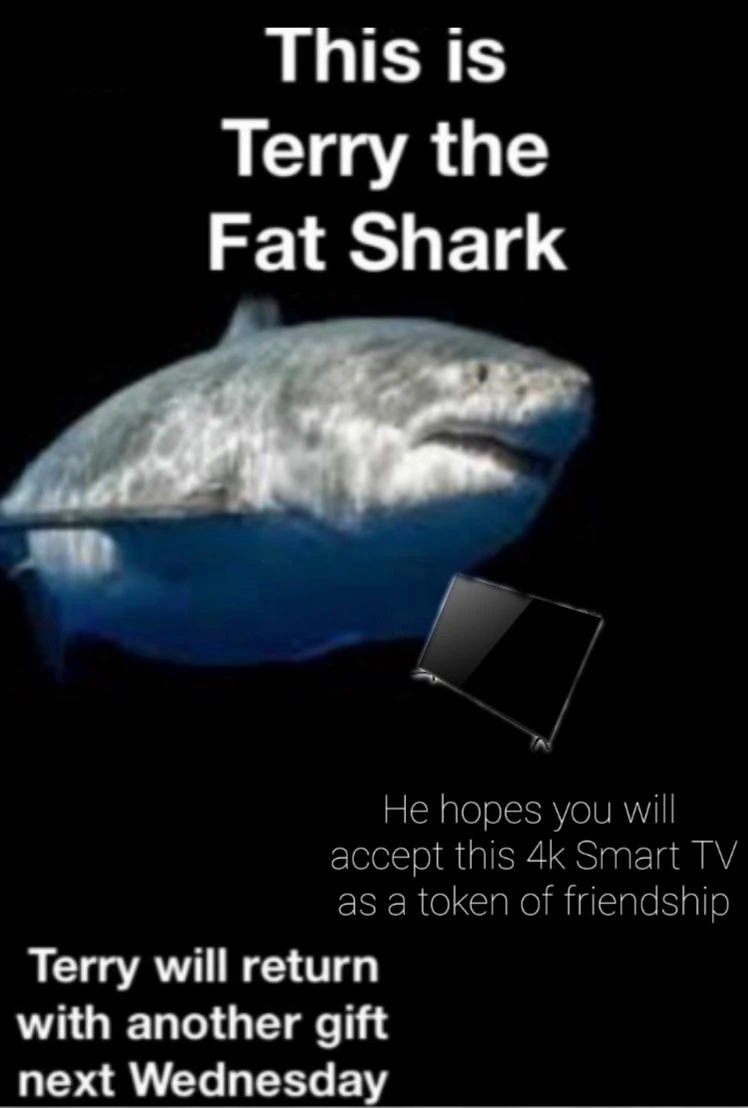 This is
Terry the
Fat Shark
He hopes you will
accept this 4k Smart TV
as a token of friendship
Terry will return
with another gift
next Wednesday